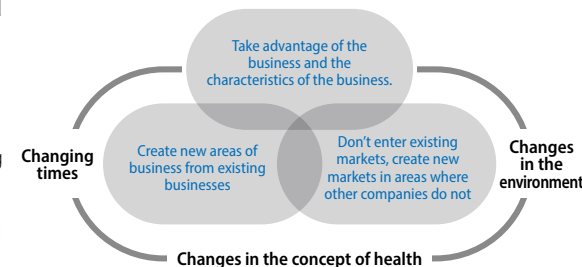 Take advantage of the
business and the
characteristics of the business.
Create new areas of
business from existing
businesses
Don't enter existing
markets, create new
markets in areas where
other companies do not
Changing
times
Changes
in the
environment
Changes in the concept of health